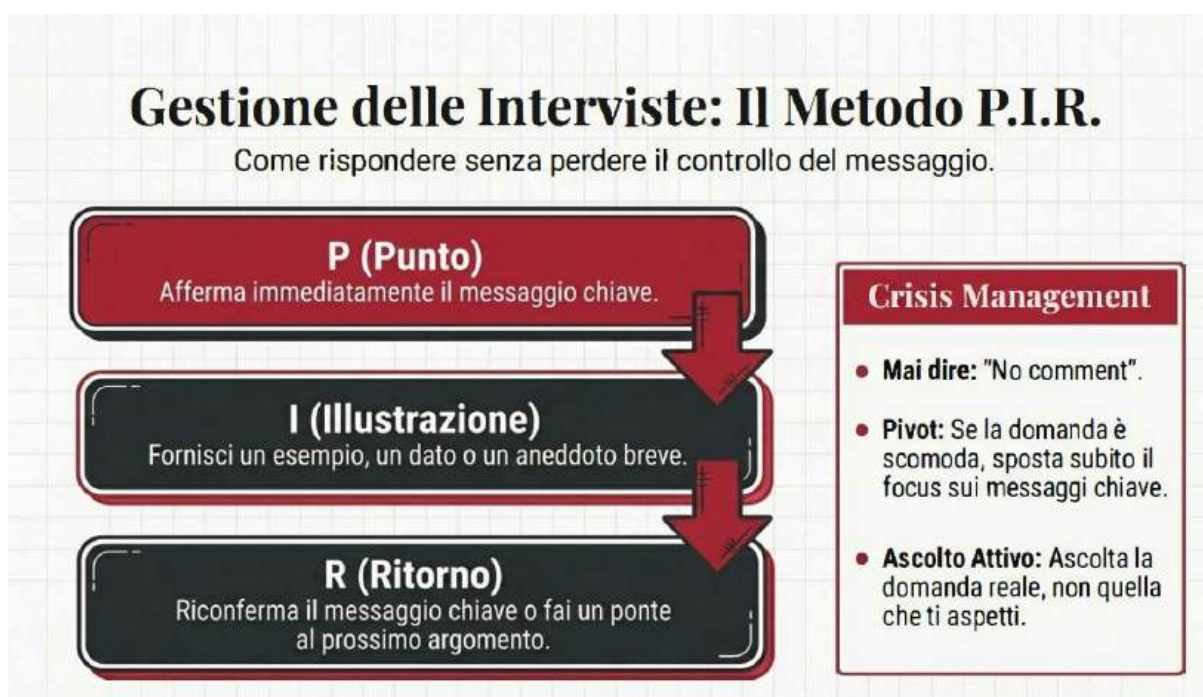 Gestione delle Interviste: Il Metodo P.I.R.
Come rispondere senza perdere il controllo del messaggio.
P (Punto)
Afferma immediatamente il messaggio chiave.
I (Illustrazione)
Fornisci un esempio, un dato o un aneddoto breve.
R (Ritorno)
Riconferma il messaggio chiave o fai un ponte
al prossimo argomento.
Crisis Management
• Mai dire: "No comment".
• Pivot: Se la domanda è
scomoda, sposta subito il
focus sui messaggi chiave.
• Ascolto Attivo: Ascolta la
domanda reale, non quella
che ti aspetti.